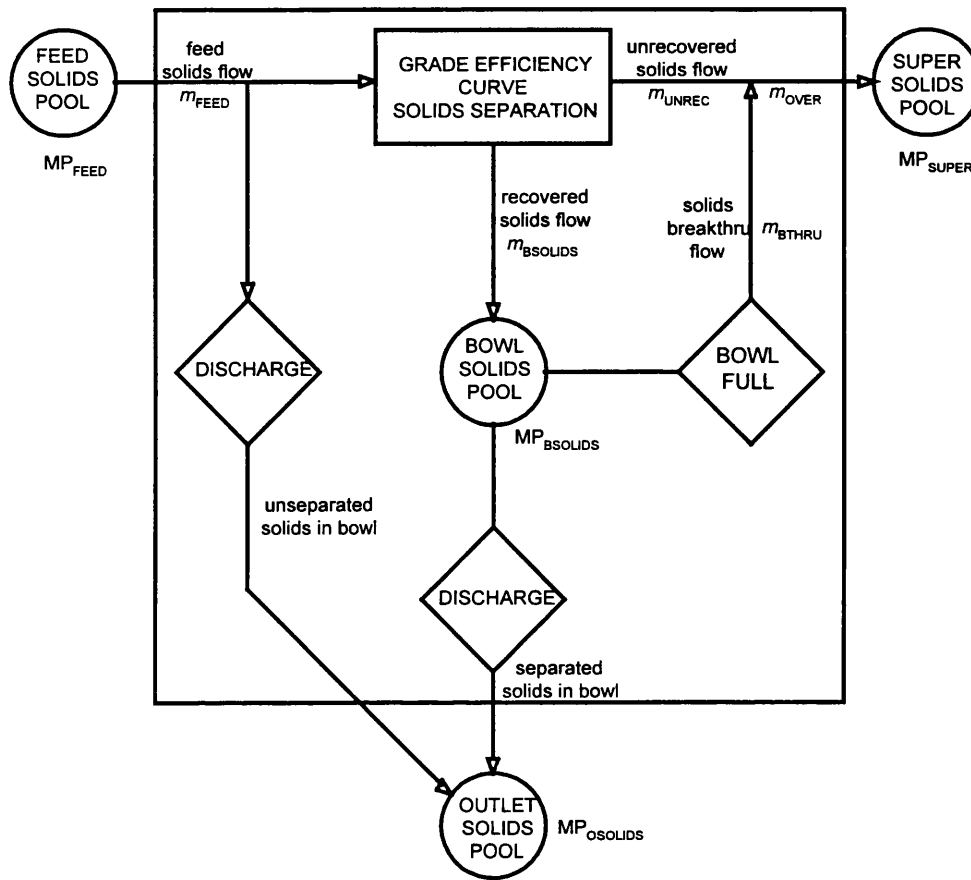 FEED
SOLIDS
POOL
MP_FEED
feed
solids flow
m_FEED
GRADE EFFICIENCY
CURVE
SOLIDS SEPARATION
unrecovered
solids flow
m_UNREC
m_OVER
SUPER
SOLIDS
POOL
MP_SUPER
recovered
solids flow
m_BSOLIDS
solids
breakthru
flow
m_BTHRU
DISCHARGE
BOWL
SOLIDS
POOL
MP_BSOLIDS
BOWL
FULL
unseparated
solids in bowl
DISCHARGE
separated
solids in bowl
OUTLET
SOLIDS
POOL
MP_OSOLIDS